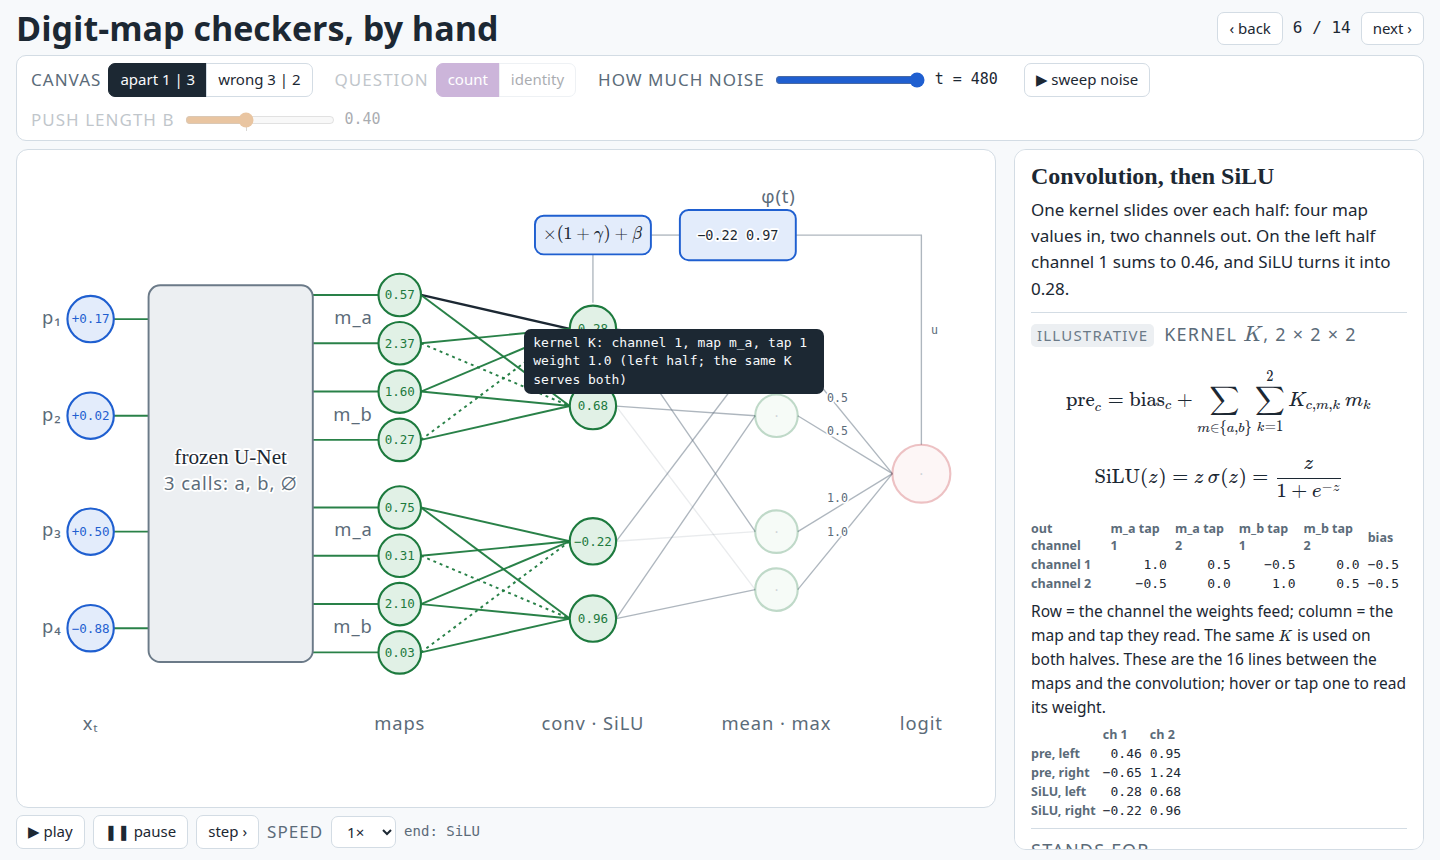 Digit-map checkers, by hand
‹ back 6 / 14 next ›
CANVAS apart 1 | 3 wrong 3 | 2 QUESTION count identity HOW MUCH NOISE t = 480 ▶ sweep noise
PUSH LENGTH B 0.40
φ(t)
×(1 + γ) + β −0.22 0.97
u
p₁ +0.17
p₂ +0.02
p₃ +0.50
p₄ −0.88
frozen U-Net
3 calls: a, b, ∅
0.57
m_a
2.37
1.60
m_b
0.27
0.75
m_a
0.31
2.10
m_b
0.03
0.28
kernel K: channel 1, map m_a, tap 1
weight 1.0 (left half; the same K
serves both)
0.68
−0.22
0.96
0.5
0.5
1.0
1.0
xₜ maps conv · SiLU mean · max logit
▶ play ❚❚ pause step › SPEED 1× end: SiLU
Convolution, then SiLU
One kernel slides over each half: four map
values in, two channels out. On the left half
channel 1 sums to 0.46, and SiLU turns it into
0.28.
ILLUSTRATIVE KERNEL K, 2 × 2 × 2
pre_c = bias_c + ∑_{m∈{a,b}} ∑_{k=1}^{2} K_{c,m,k} m_k
SiLU(z) = z σ(z) = z / (1 + e^{−z})
out channel m_a tap 1 m_a tap 2 m_b tap 1 m_b tap 2 bias
channel 1 1.0 0.5 −0.5 0.0 −0.5
channel 2 −0.5 0.0 1.0 0.5 −0.5
Row = the channel the weights feed; column = the
map and tap they read. The same K is used on
both halves. These are the 16 lines between the
maps and the convolution; hover or tap one to read
its weight.
ch 1 ch 2
pre, left 0.46 0.95
pre, right −0.65 1.24
SiLU, left 0.28 0.68
SiLU, right −0.22 0.96
STANDS FOR